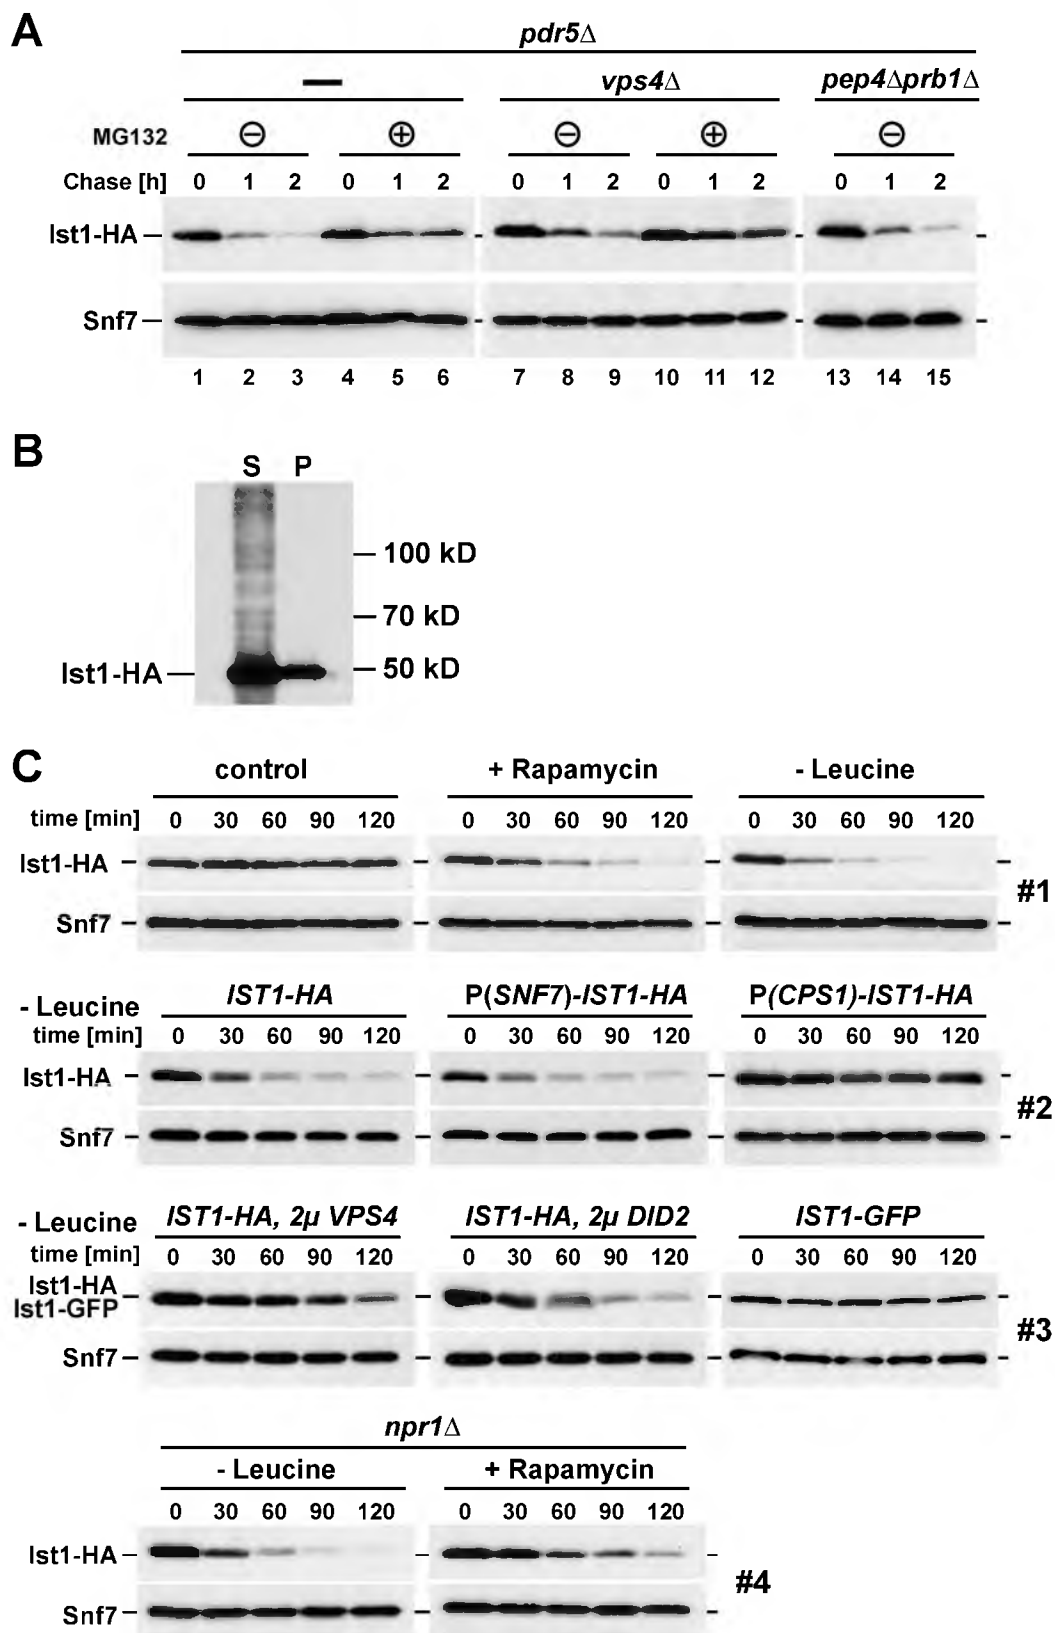 A
pdr5Δ
— vps4Δ pep4Δprb1Δ
MG132 ⊖ ⊕ ⊖ ⊕ ⊖
Chase [h] 0 1 2 0 1 2 0 1 2 0 1 2 0 1 2
Ist1-HA
Snf7
1 2 3 4 5 6 7 8 9 10 11 12 13 14 15
B
S P
100 kD
70 kD
50 kD
Ist1-HA
C
control + Rapamycin - Leucine
time [min] 0 30 60 90 120 0 30 60 90 120 0 30 60 90 120
Ist1-HA
#1
Snf7
- Leucine IST1-HA P(SNF7)-IST1-HA P(CPS1)-IST1-HA
time [min] 0 30 60 90 120 0 30 60 90 120 0 30 60 90 120
Ist1-HA
#2
Snf7
- Leucine IST1-HA, 2µ VPS4 IST1-HA, 2µ DID2 IST1-GFP
time [min] 0 30 60 90 120 0 30 60 90 120 0 30 60 90 120
Ist1-HA
Ist1-GFP
#3
Snf7
npr1Δ
- Leucine + Rapamycin
0 30 60 90 120 0 30 60 90 120
Ist1-HA
#4
Snf7